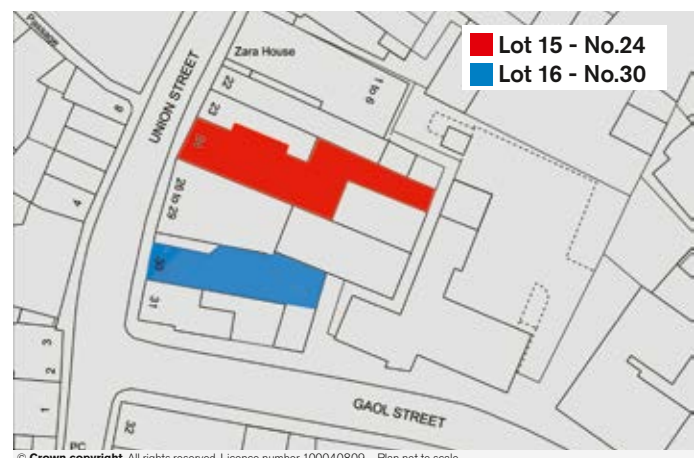 Lot 15 - No.24
Lot 16 - No.30
Passage
Zara House
UNION STREET
22
1 to 6
23
8
4
26 to 29
30
31
3
2
1
32
PC
GAOL STREET
© Crown copyright. All rights reserved. Licence number 100040809. Plan not to scale